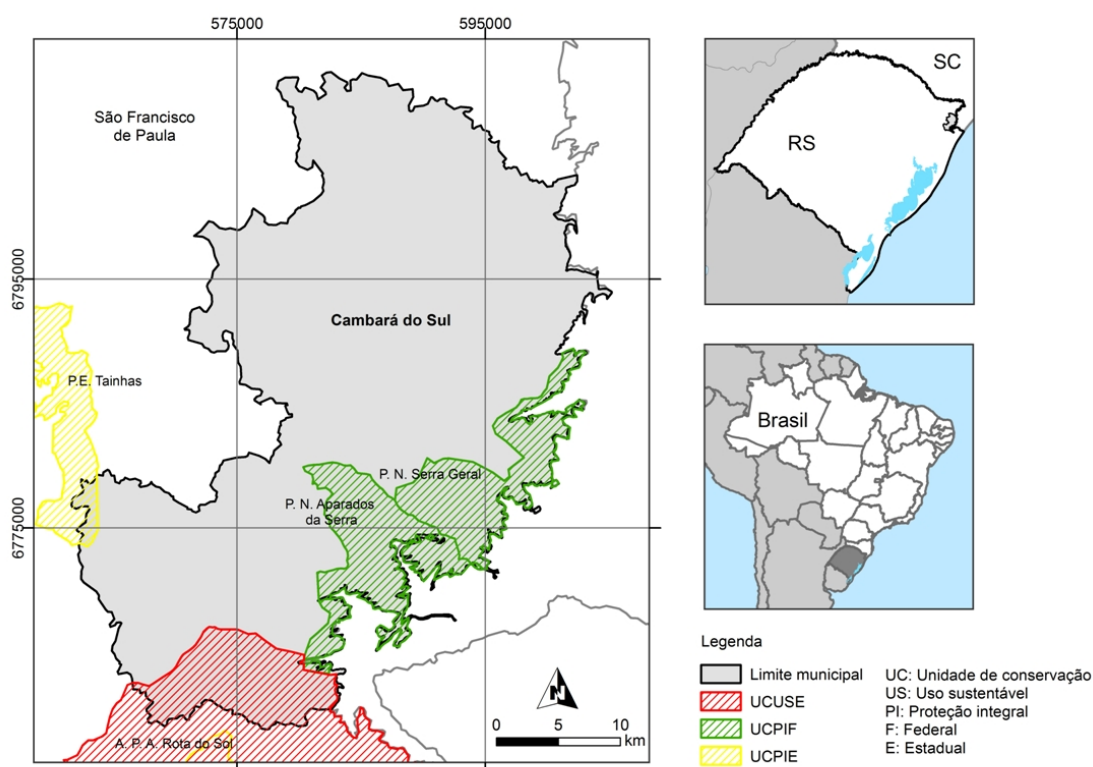 575000
595000
6795000
6775000
São Francisco
de Paula
Cambará do Sul
P.E. Tainhas
P. N. Serra Geral
P. N. Aparados
da Serra
A. P. A. Rota do Sol
N
0
5
10
km
SC
RS
Brasil
Legenda
Limite municipal
UCUSE
UCPIF
UCPIE
UC: Unidade de conservação
US: Uso sustentável
PI: Proteção integral
F: Federal
E: Estadual